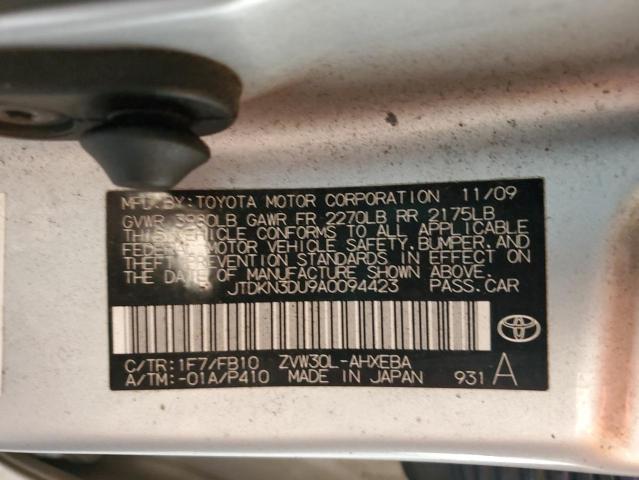 MFD. BY: TOYOTA MOTOR CORPORATION 11/09
GVWR 3980LB GAWR FR 2270LB RR 2175LB
THIS VEHICLE CONFORMS TO ALL APPLICABLE
FEDERAL MOTOR VEHICLE SAFETY, BUMPER, AND
THEFT PREVENTION STANDARDS IN EFFECT ON
THE DATE OF MANUFACTURE SHOWN ABOVE.
JTDKN3DU9A0094423 PASS.CAR
C/TR: 1F7/FB10 ZVW30L-AHXEBA
A/TM: -01A/P410 MADE IN JAPAN 931 A
TOYOTA